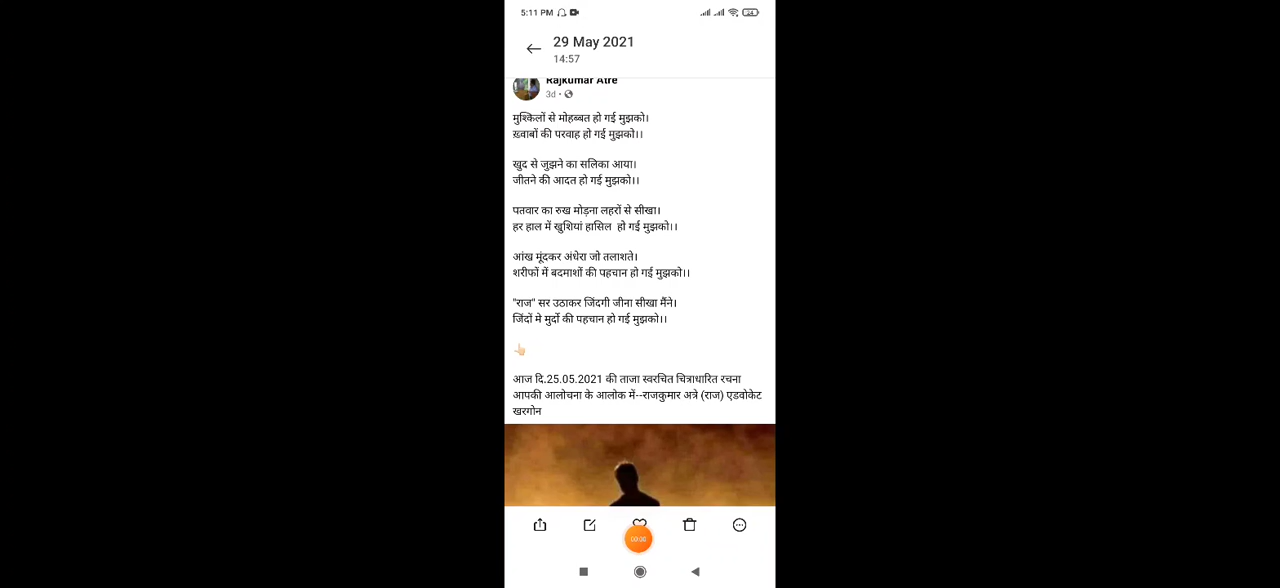 5:11 PM
24
29 May 2021
14:57
Rajkumar Atre
3d
मुश्किलों से मोहब्बत हो गई मुझको।
ख़्वाबों की परवाह हो गई मुझको।।
खुद से जुझने का सलिका आया।
जीतने की आदत हो गई मुझको।।
पतवार का रुख मोड़ना लहरों से सीखा।
हर हाल में खुशियां हासिल हो गई मुझको।।
आंख मूंदकर अंधेरा जो तलाशते।
शरीफों में बदमाशों की पहचान हो गई मुझको।।
"राज" सर उठाकर जिंदगी जीना सीखा मैंने।
जिंदों मे मुर्दो की पहचान हो गई मुझको।।
आज दि.25.05.2021 की ताजा स्वरचित चित्राधारित रचना
आपकी आलोचना के आलोक में--राजकुमार अत्रे (राज) एडवोकेट
खरगोन
00:00